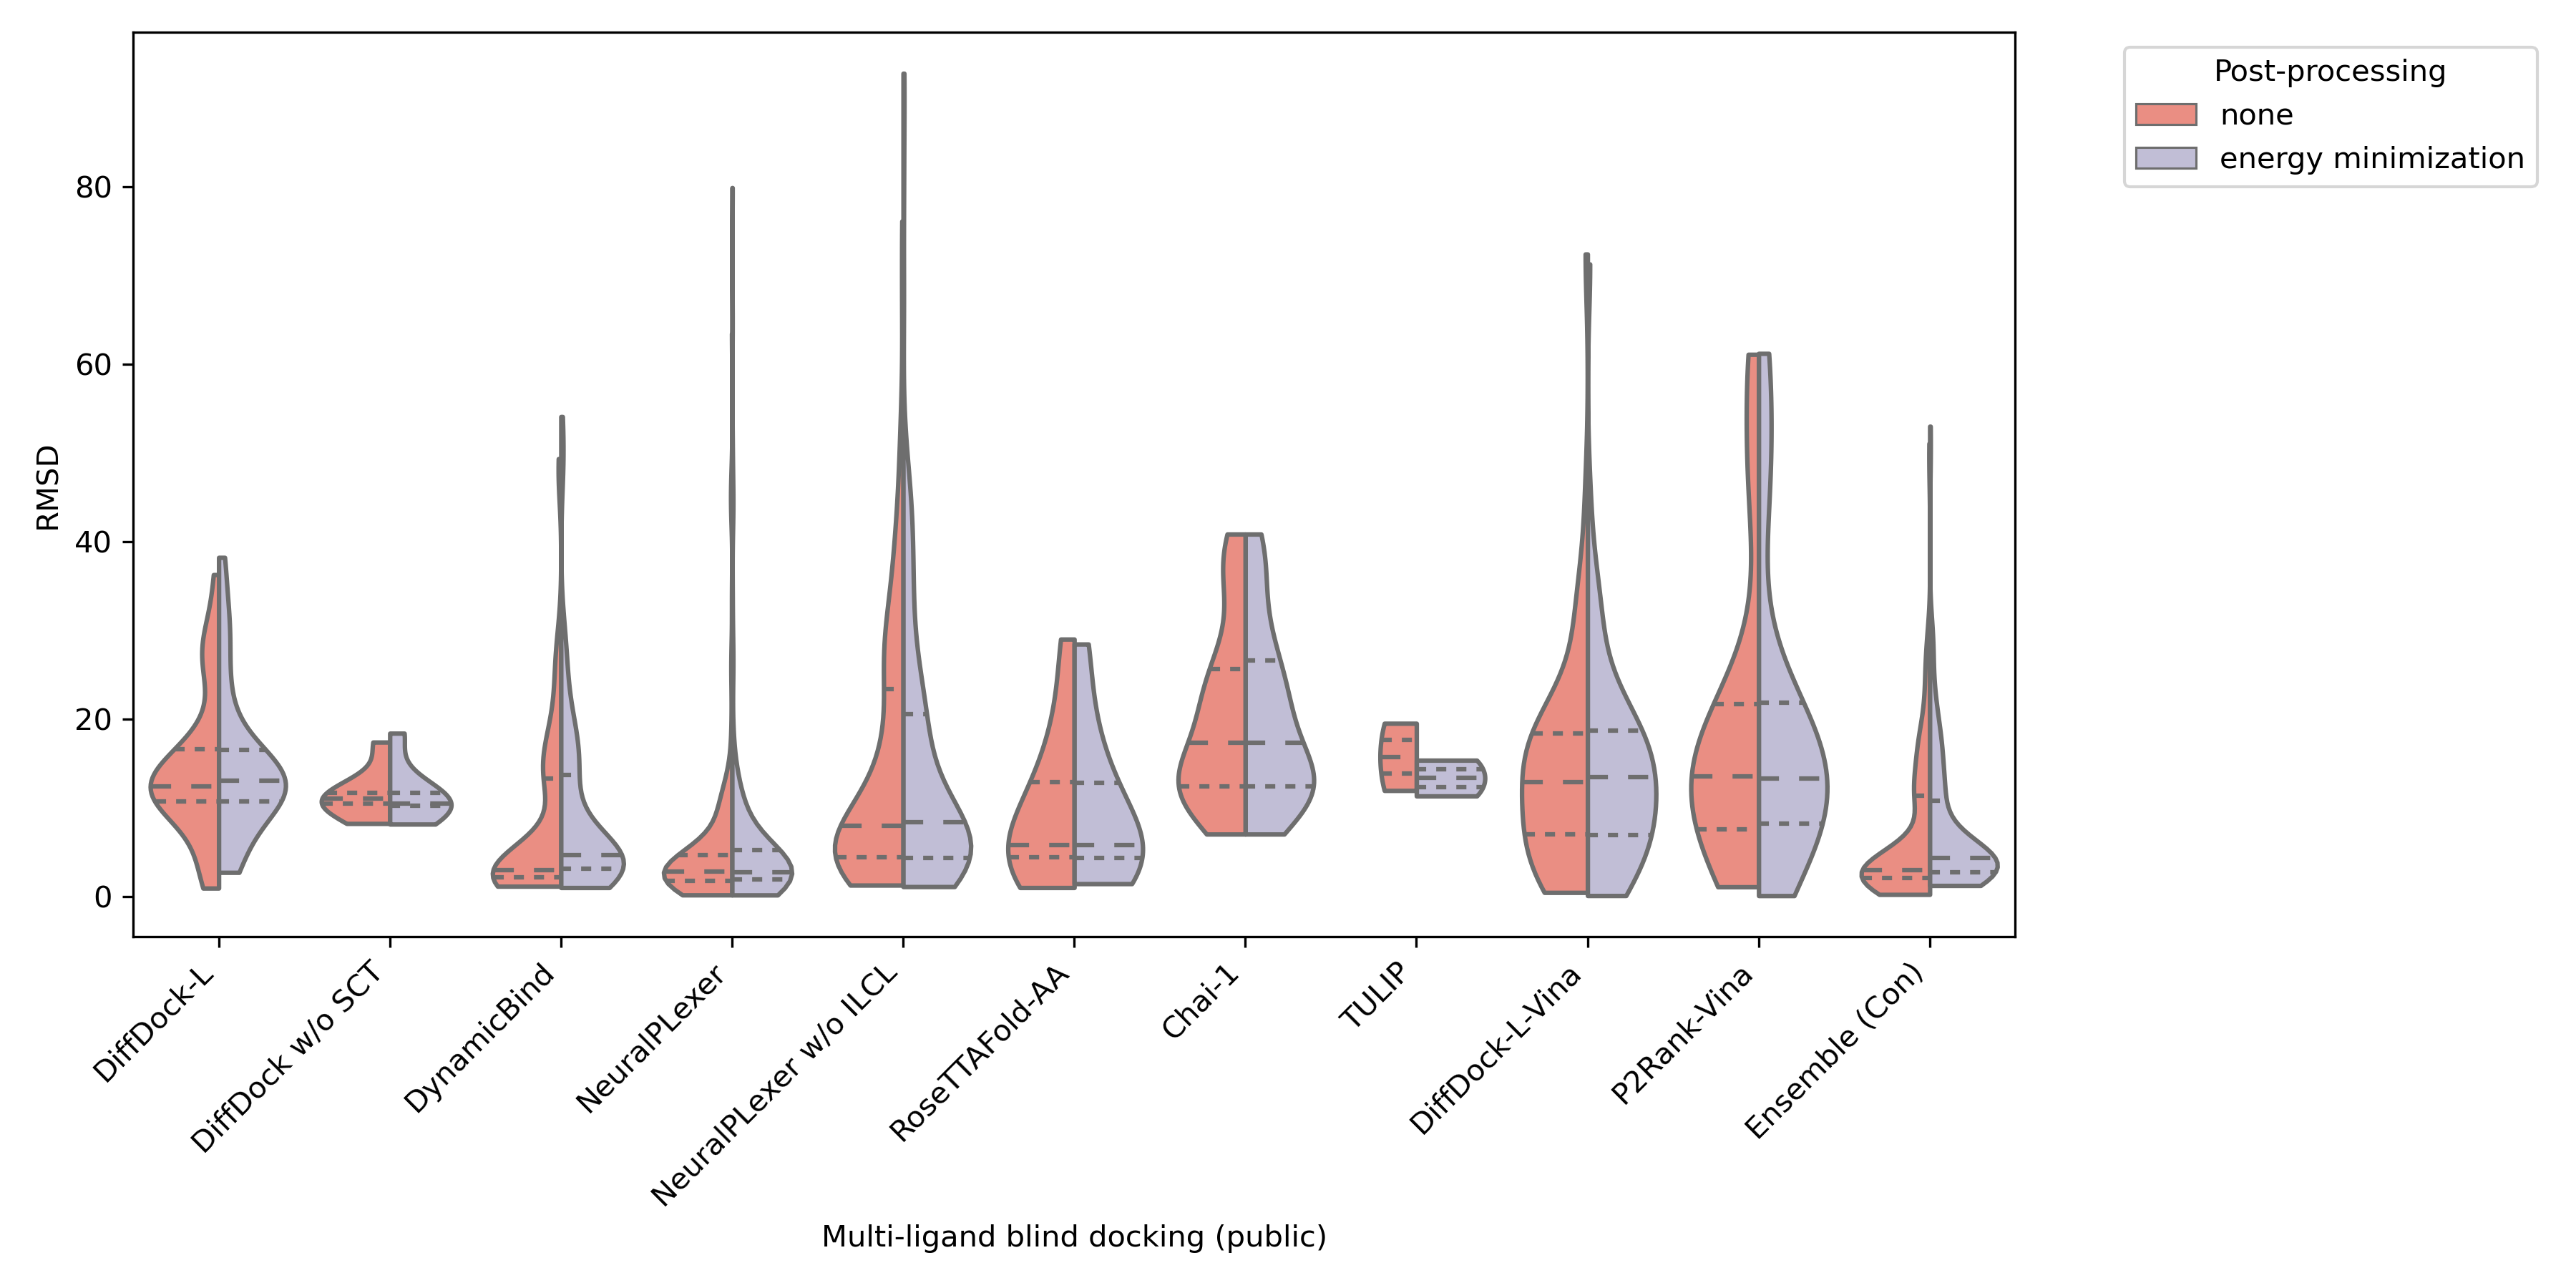 Post-processing
none
energy minimization
RMSD
80
60
40
20
0
DiffDock-L
DiffDock w/o SCT
DynamicBind
NeuralPLexer
NeuralPLexer w/o ILCL
RoseTTAFold-AA
Chai-1
TULIP
DiffDock-L-Vina
P2Rank-Vina
Ensemble (Con)
Multi-ligand blind docking (public)